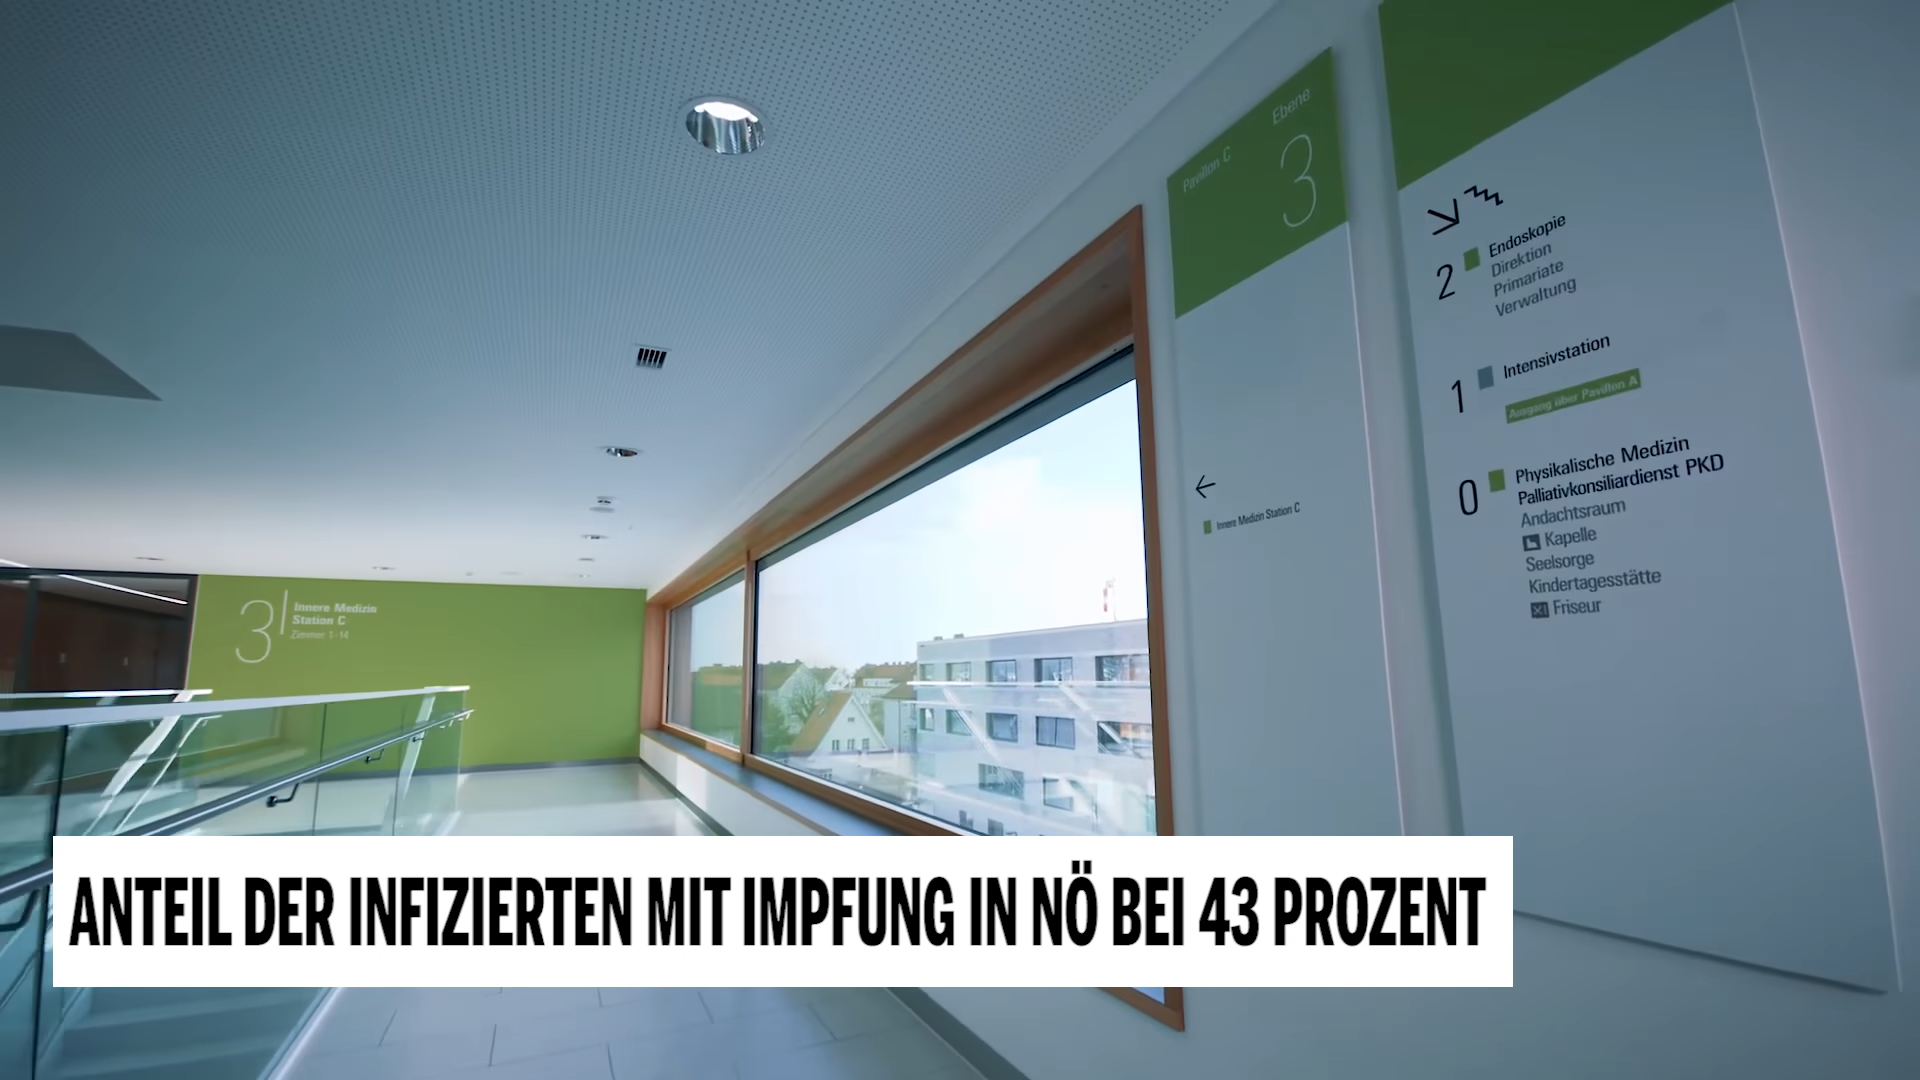 Pavillon C
Ebene
3
Innere Medizin Station C
2
Endoskopie
Direktion
Primariate
Verwaltung
1
Intensivstation
Ausgang über Pavillon A
0
Physikalische Medizin
Palliativkonsiliardienst PKD
Andachtsraum
Kapelle
Seelsorge
Kindertagesstätte
Friseur
3
Innere Medizin
Station C
Zimmer 1-14
ANTEIL DER INFIZIERTEN MIT IMPFUNG IN NÖ BEI 43 PROZENT